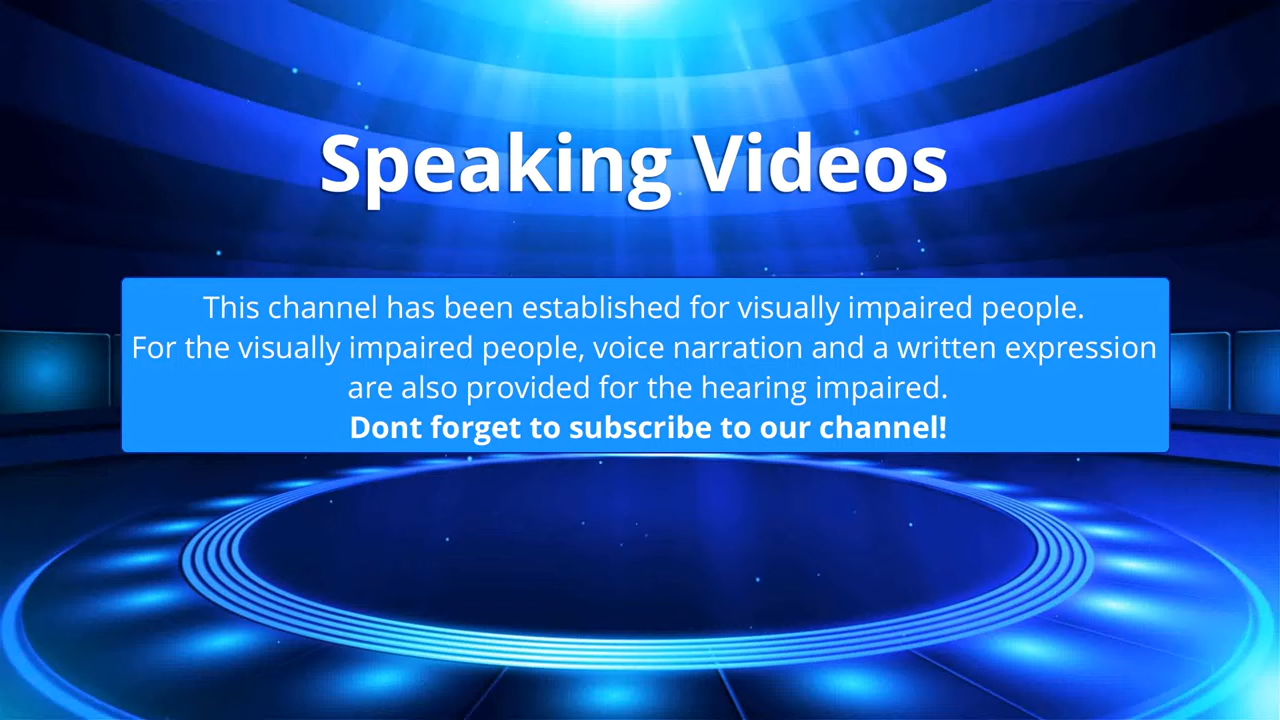 Speaking Videos
This channel has been established for visually impaired people.
For the visually impaired people, voice narration and a written expression
are also provided for the hearing impaired.
Dont forget to subscribe to our channel!